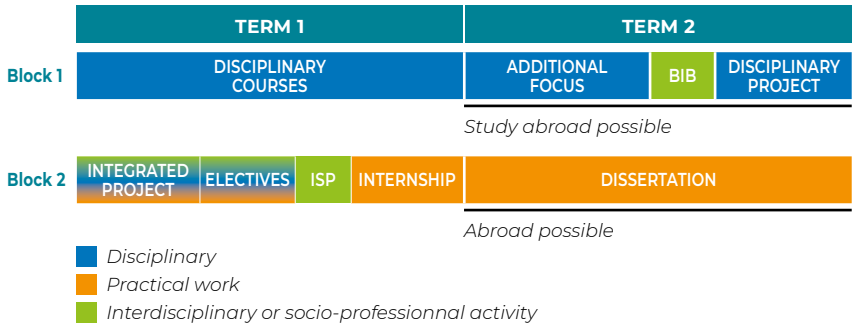 TERM 1 TERM 2
Block 1 DISCIPLINARY COURSES ADDITIONAL FOCUS BIB DISCIPLINARY PROJECT
Study abroad possible
Block 2 INTEGRATED PROJECT ELECTIVES ISP INTERNSHIP DISSERTATION
Abroad possible
Disciplinary
Practical work
Interdisciplinary or socio-professionnal activity